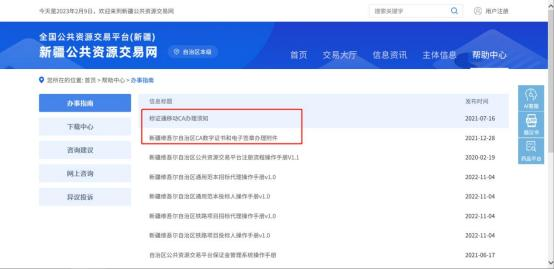 今天是2023年2月9日，欢迎来到新疆公共资源交易网
搜索关键字
用户注册
全国公共资源交易平台(新疆)
新疆公共资源交易网
自治区本级
首页 交易大厅 信息资讯 主体信息 帮助中心
您所在的位置: 首页 > 帮助中心 > 办事指南
办事指南
下载中心
咨询建议
网上咨询
异议投诉
信息标题 发布时间
标证通移动CA办理须知 2021-07-16
新疆维吾尔自治区CA数字证书和电子签章办理附件 2021-12-28
新疆维吾尔自治区公共资源交易平台注册流程操作手册V1.1 2020-02-19
新疆维吾尔自治区通用范本招标代理操作手册v1.0 2022-11-04
新疆维吾尔自治区通用范本投标人操作手册v1.0 2022-11-04
新疆维吾尔自治区铁路项目招标代理操作手册v1.0 2022-11-04
新疆维吾尔自治区铁路项目投标人操作手册v1.0 2022-11-04
自治区公共资源交易平台保证金管理系统操作手册 2021-06-17
AI客服
药品平台